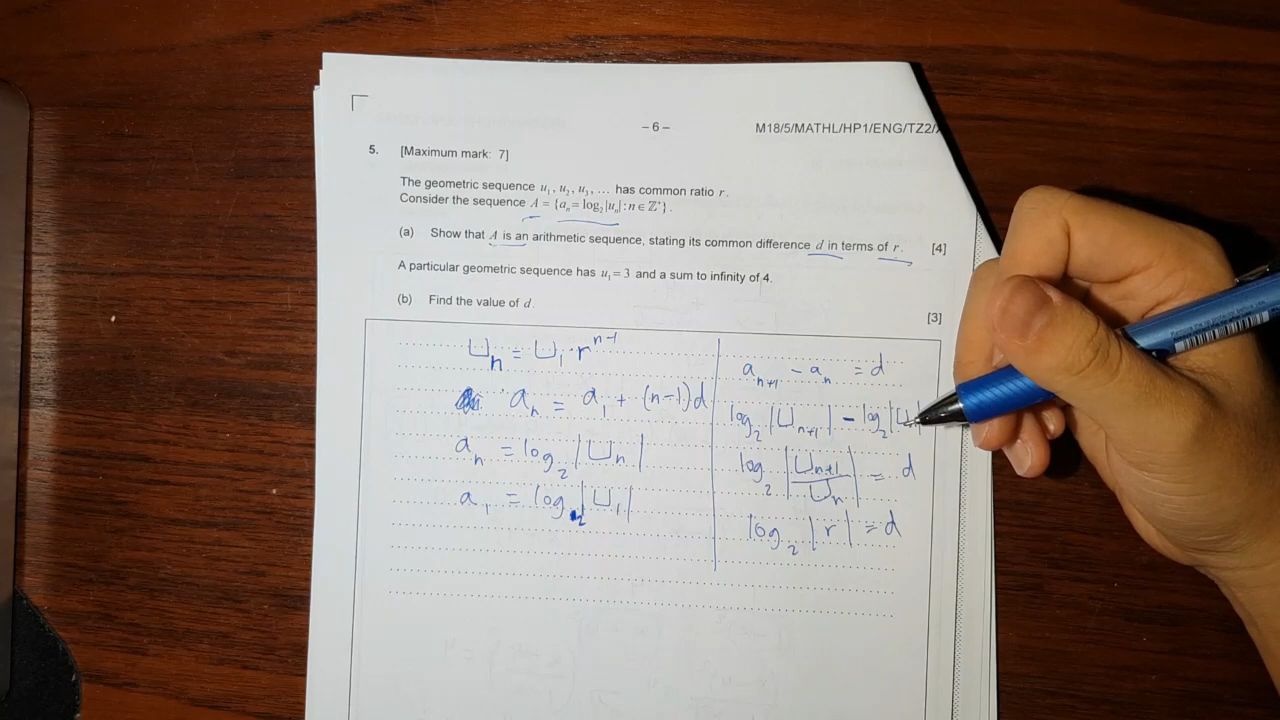 – 6 –
M18/5/MATHL/HP1/ENG/TZ2/
5. [Maximum mark: 7]
The geometric sequence u₁, u₂, u₃, … has common ratio r.
Consider the sequence A = {aₙ = log₂|uₙ| : n ∈ ℤ⁺}.
(a) Show that A is an arithmetic sequence, stating its common difference d in terms of r. [4]
A particular geometric sequence has u₁ = 3 and a sum to infinity of 4.
(b) Find the value of d. [3]
Uₙ = U₁ · rⁿ⁻¹
aₙ = a₁ + (n-1)d
aₙ = log₂ |Uₙ|
a₁ = log₂ |U₁|
aₙ₊₁ - aₙ = d
log₂ |Uₙ₊₁| - log₂ |Uₙ|
log₂ |Uₙ₊₁/Uₙ| = d
log₂ |r| = d